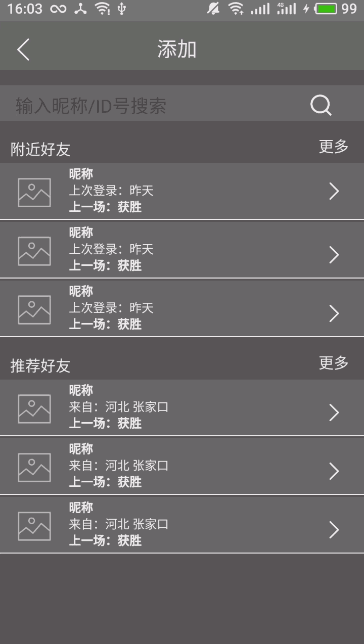 16:03 4G 99
添加
输入昵称/ID号搜索
附近好友 更多
昵称
上次登录：昨天
上一场：获胜
昵称
上次登录：昨天
上一场：获胜
昵称
上次登录：昨天
上一场：获胜
推荐好友 更多
昵称
来自：河北 张家口
上一场：获胜
昵称
来自：河北 张家口
上一场：获胜
昵称
来自：河北 张家口
上一场：获胜